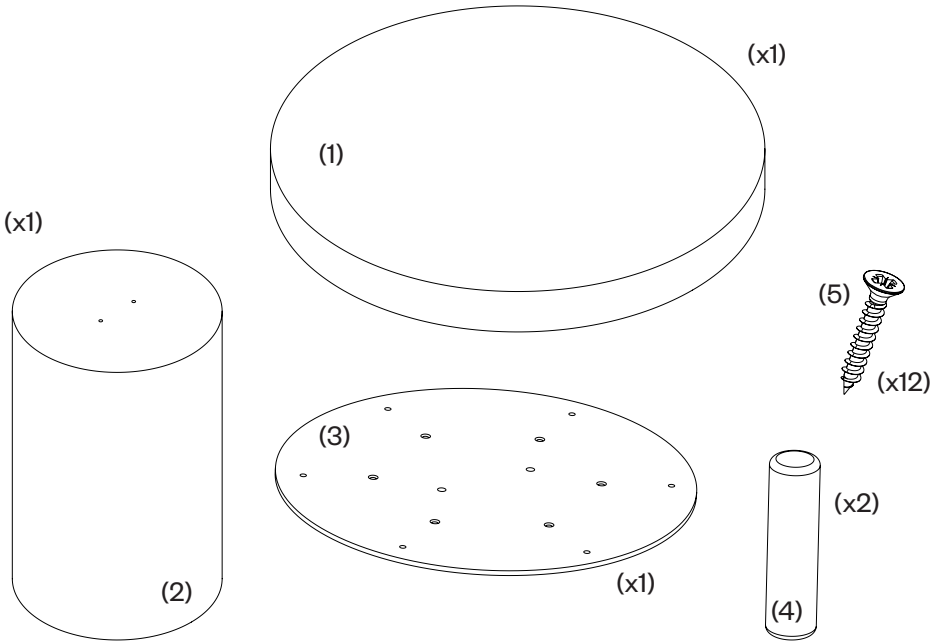 (x1)
(1)
(x1)
(5)
(x12)
(3)
(x2)
(x1)
(2)
(4)